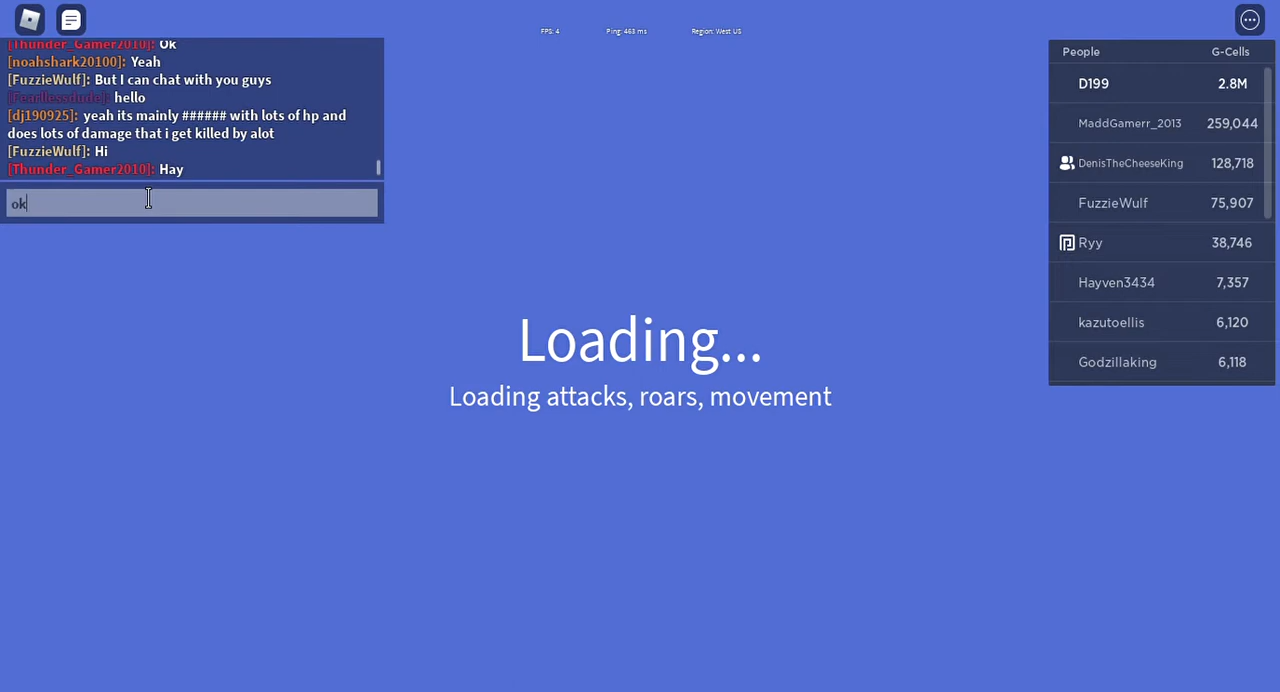 FPS: 4 Ping: 463 ms Region: West US
[Thunder_Gamer2010]: Ok
[noahshark20100]: Yeah
[FuzzieWulf]: But I can chat with you guys
[Fearllessdude]: hello
[dj190925]: yeah its mainly ###### with lots of hp and
does lots of damage that i get killed by alot
[FuzzieWulf]: Hi
[Thunder_Gamer2010]: Hay
ok
People G-Cells
D199 2.8M
MaddGamerr_2013 259,044
DenisTheCheeseKing 128,718
FuzzieWulf 75,907
Ryy 38,746
Hayven3434 7,357
kazutoellis 6,120
Godzillaking 6,118
Loading...
Loading attacks, roars, movement